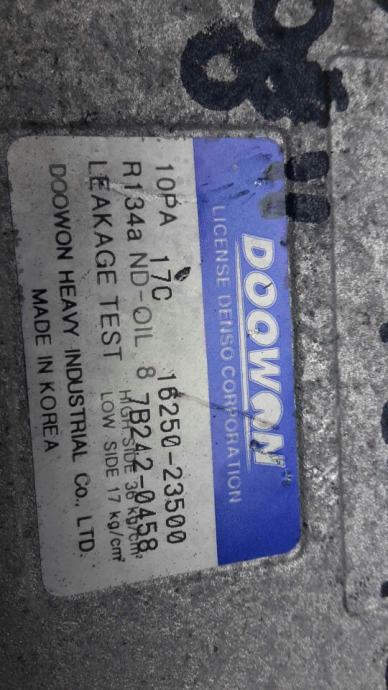 DOOWON
LICENSE DENSO CORPORATION
10PA 17C 16250-23500
R134a ND-OIL 8 7B242-0458
LEAKAGE TEST HIGH SIDE 36 kg/cm²
LOW SIDE 17 kg/cm²
DOOWON HEAVY INDUSTRIAL Co., LTD.
MADE IN KOREA